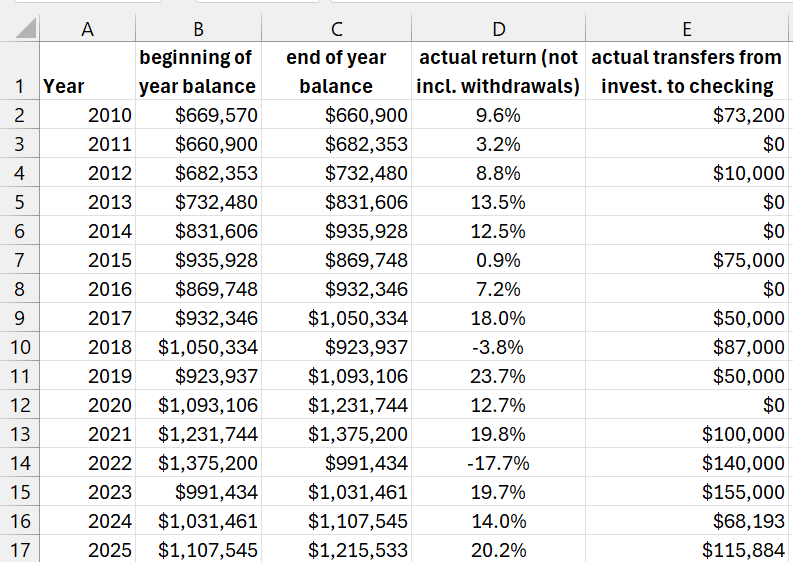 A B C D E
1 Year beginning of year balance end of year balance actual return (not incl. withdrawals) actual transfers from invest. to checking
2 2010 $669,570 $660,900 9.6% $73,200
3 2011 $660,900 $682,353 3.2% $0
4 2012 $682,353 $732,480 8.8% $10,000
5 2013 $732,480 $831,606 13.5% $0
6 2014 $831,606 $935,928 12.5% $0
7 2015 $935,928 $869,748 0.9% $75,000
8 2016 $869,748 $932,346 7.2% $0
9 2017 $932,346 $1,050,334 18.0% $50,000
10 2018 $1,050,334 $923,937 -3.8% $87,000
11 2019 $923,937 $1,093,106 23.7% $50,000
12 2020 $1,093,106 $1,231,744 12.7% $0
13 2021 $1,231,744 $1,375,200 19.8% $100,000
14 2022 $1,375,200 $991,434 -17.7% $140,000
15 2023 $991,434 $1,031,461 19.7% $155,000
16 2024 $1,031,461 $1,107,545 14.0% $68,193
17 2025 $1,107,545 $1,215,533 20.2% $115,884